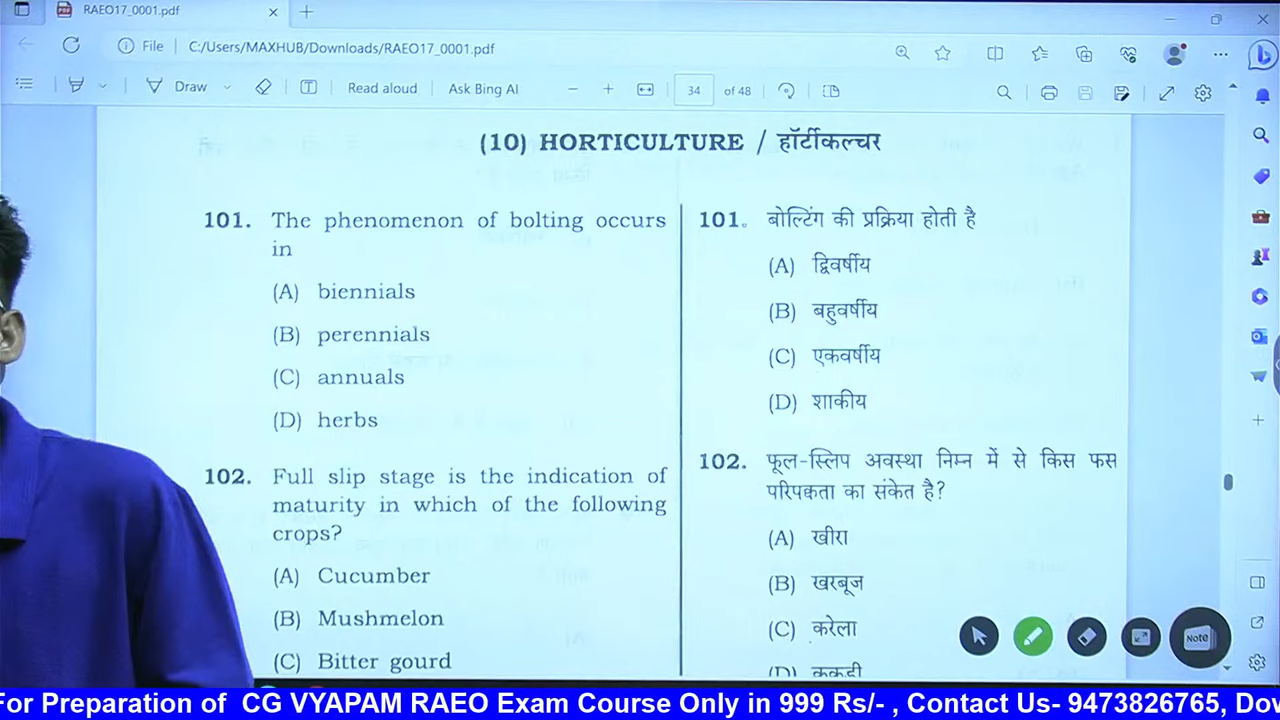 RAEO17_0001.pdf
File
C:/Users/MAXHUB/Downloads/RAEO17_0001.pdf
Draw
Read aloud
Ask Bing AI
34
of 48
(10) HORTICULTURE / हॉर्टीकल्चर
101. The phenomenon of bolting occurs
in
(A) biennials
(B) perennials
(C) annuals
(D) herbs
102. Full slip stage is the indication of
maturity in which of the following
crops?
(A) Cucumber
(B) Mushmelon
(C) Bitter gourd
101. बोल्टिंग की प्रक्रिया होती है
(A) द्विवर्षीय
(B) बहुवर्षीय
(C) एकवर्षीय
(D) शाकीय
102. फूल-स्लिप अवस्था निम्न में से किस फस
परिपक्वता का संकेत है?
(A) खीरा
(B) खरबूज
(C) करेला
(D) ककड़ी
Note
For Preparation of CG VYAPAM RAEO Exam Course Only in 999 Rs/- , Contact Us- 9473826765, Dov